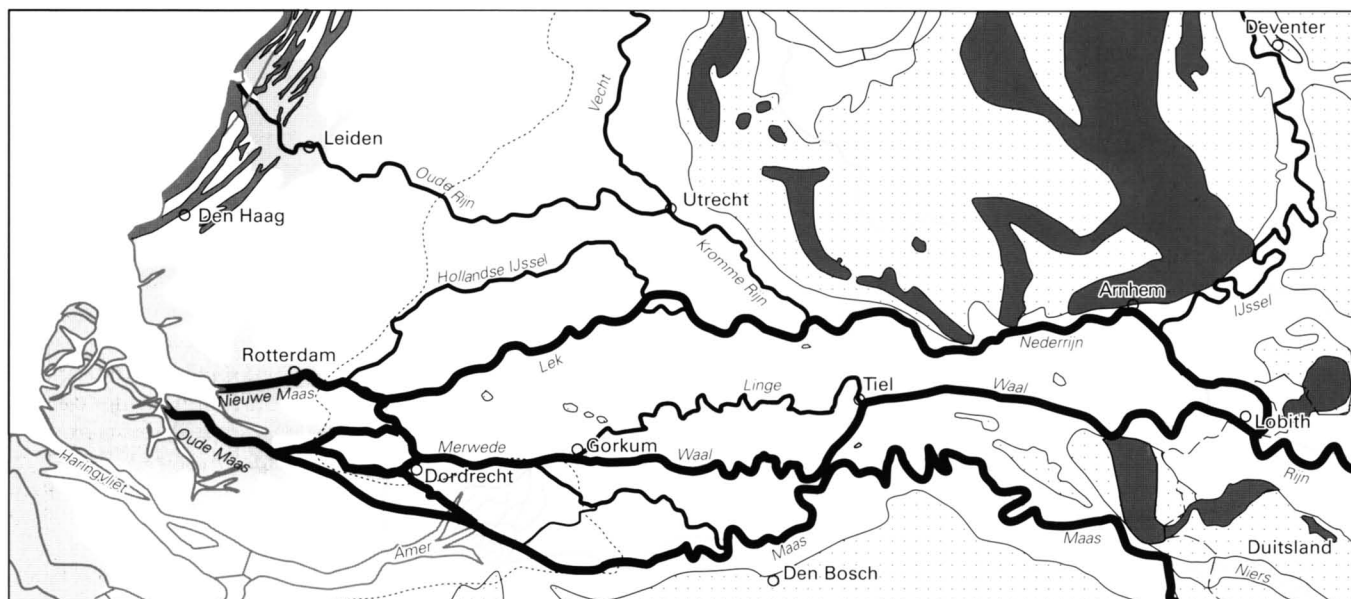 Deventer
Vecht
Leiden
Oude Rijn
Utrecht
Den Haag
Kromme Rijn
Hollandse IJssel
Arnhem
IJssel
Rotterdam
Lek
Nederrijn
Nieuwe Maas
Linge
Tiel
Waal
Oude Maas
Merwede
Gorkum
Lobith
Waal
Haringvliet
Dordrecht
Rijn
Amer
Maas
Maas
Duitsland
Den Bosch
Niers